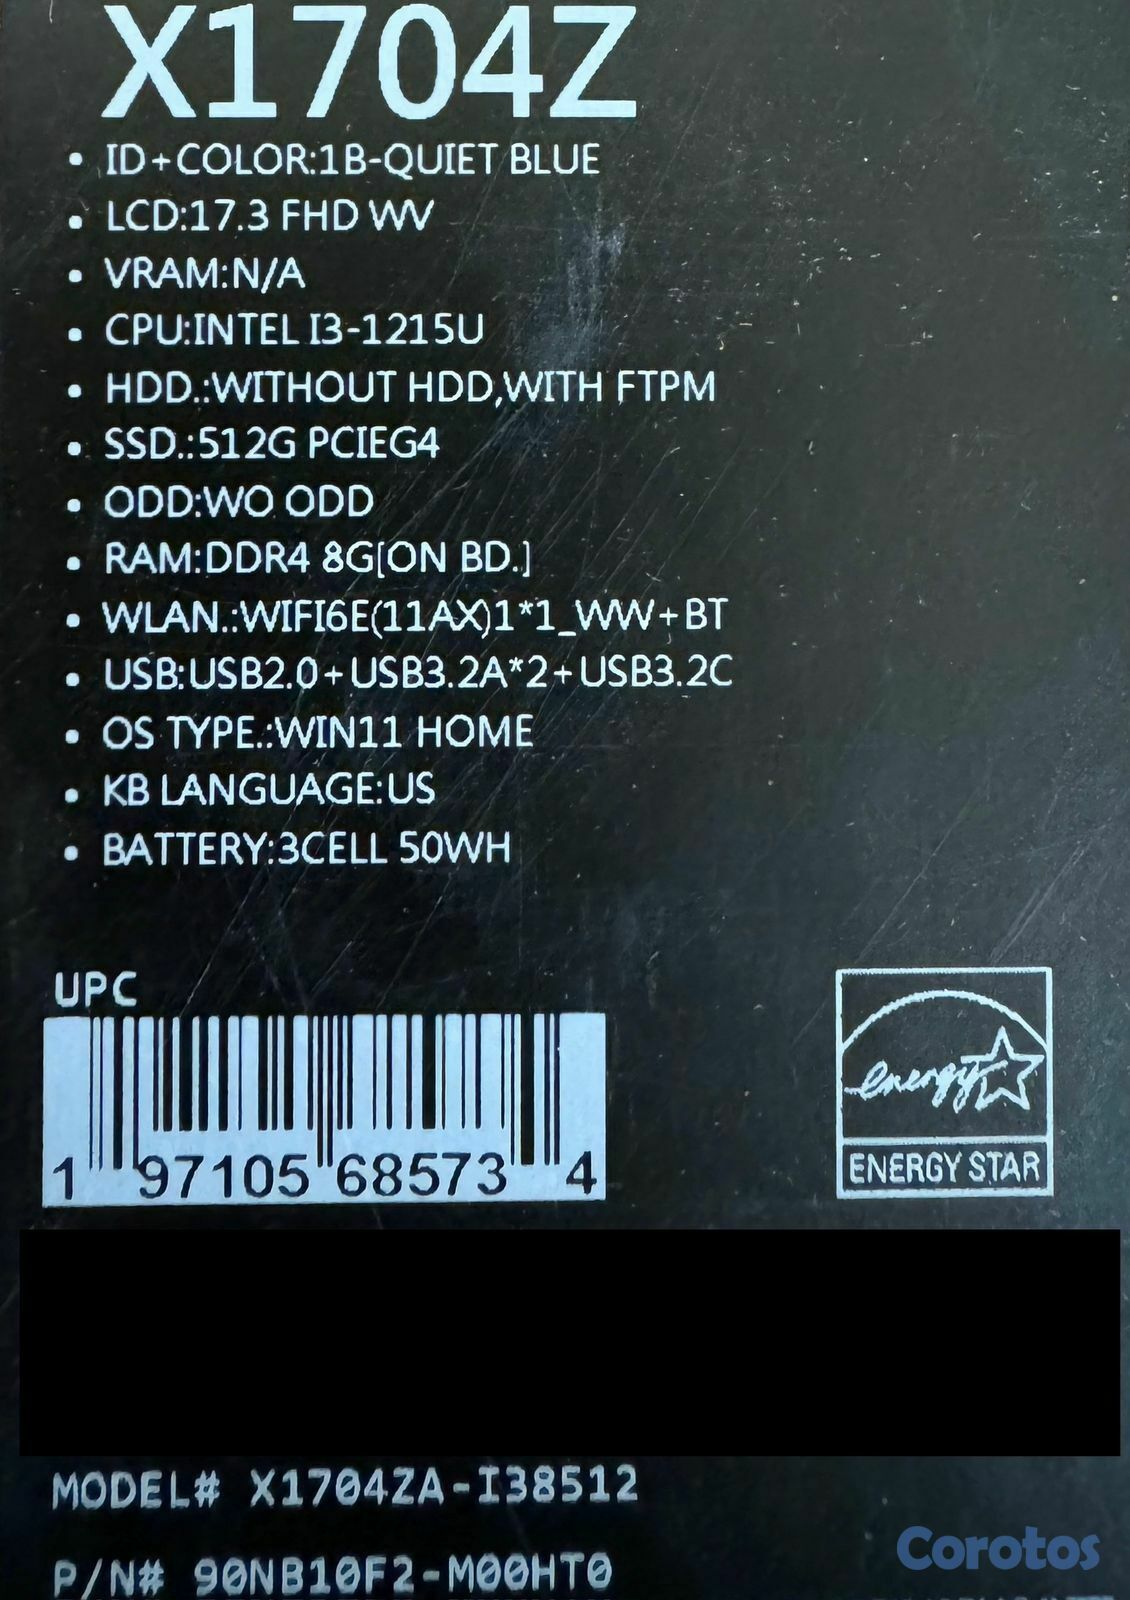 X1704Z
• ID+COLOR:1B-QUIET BLUE
• LCD:17.3 FHD WV
• VRAM:N/A
• CPU:INTEL I3-1215U
• HDD.:WITHOUT HDD,WITH FTPM
• SSD.:512G PCIEG4
• ODD:WO ODD
• RAM:DDR4 8G[ON BD.]
• WLAN.:WIFI6E(11AX)1*1_WW+BT
• USB:USB2.0+USB3.2A*2+USB3.2C
• OS TYPE.:WIN11 HOME
• KB LANGUAGE:US
• BATTERY:3CELL 50WH
UPC
1 97105 68573 4
energy
ENERGY STAR
MODEL# X1704ZA-I38512
P/N# 90NB10F2-M00HT0
Corotos